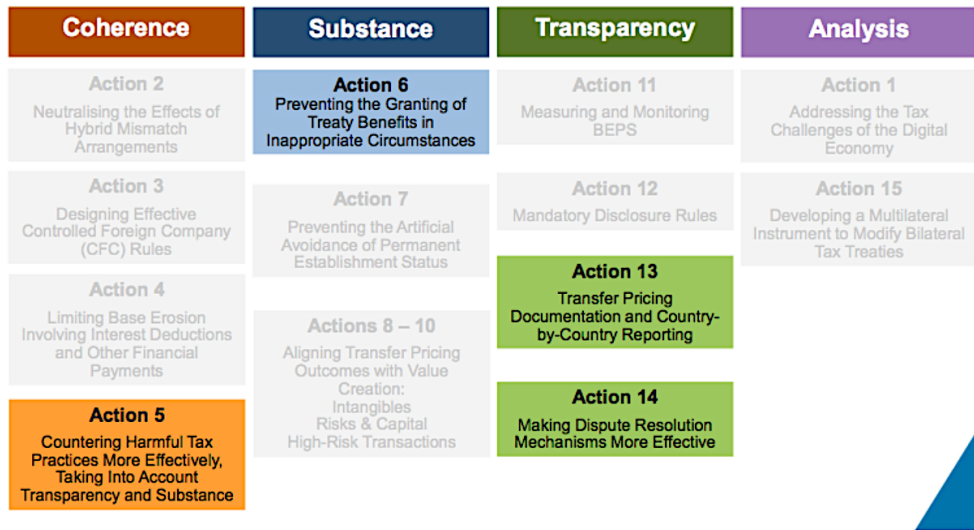 Coherence
Action 2
Neutralising the Effects of
Hybrid Mismatch
Arrangements
Action 3
Designing Effective
Controlled Foreign Company
(CFC) Rules
Action 4
Limiting Base Erosion
Involving Interest Deductions
and Other Financial
Payments
Action 5
Countering Harmful Tax
Practices More Effectively,
Taking Into Account
Transparency and Substance
Substance
Action 6
Preventing the Granting of
Treaty Benefits in
Inappropriate Circumstances
Action 7
Preventing the Artificial
Avoidance of Permanent
Establishment Status
Actions 8 – 10
Aligning Transfer Pricing
Outcomes with Value
Creation:
Intangibles
Risks & Capital
High-Risk Transactions
Transparency
Action 11
Measuring and Monitoring
BEPS
Action 12
Mandatory Disclosure Rules
Action 13
Transfer Pricing
Documentation and Country-
by-Country Reporting
Action 14
Making Dispute Resolution
Mechanisms More Effective
Analysis
Action 1
Addressing the Tax
Challenges of the Digital
Economy
Action 15
Developing a Multilateral
Instrument to Modify Bilateral
Tax Treaties